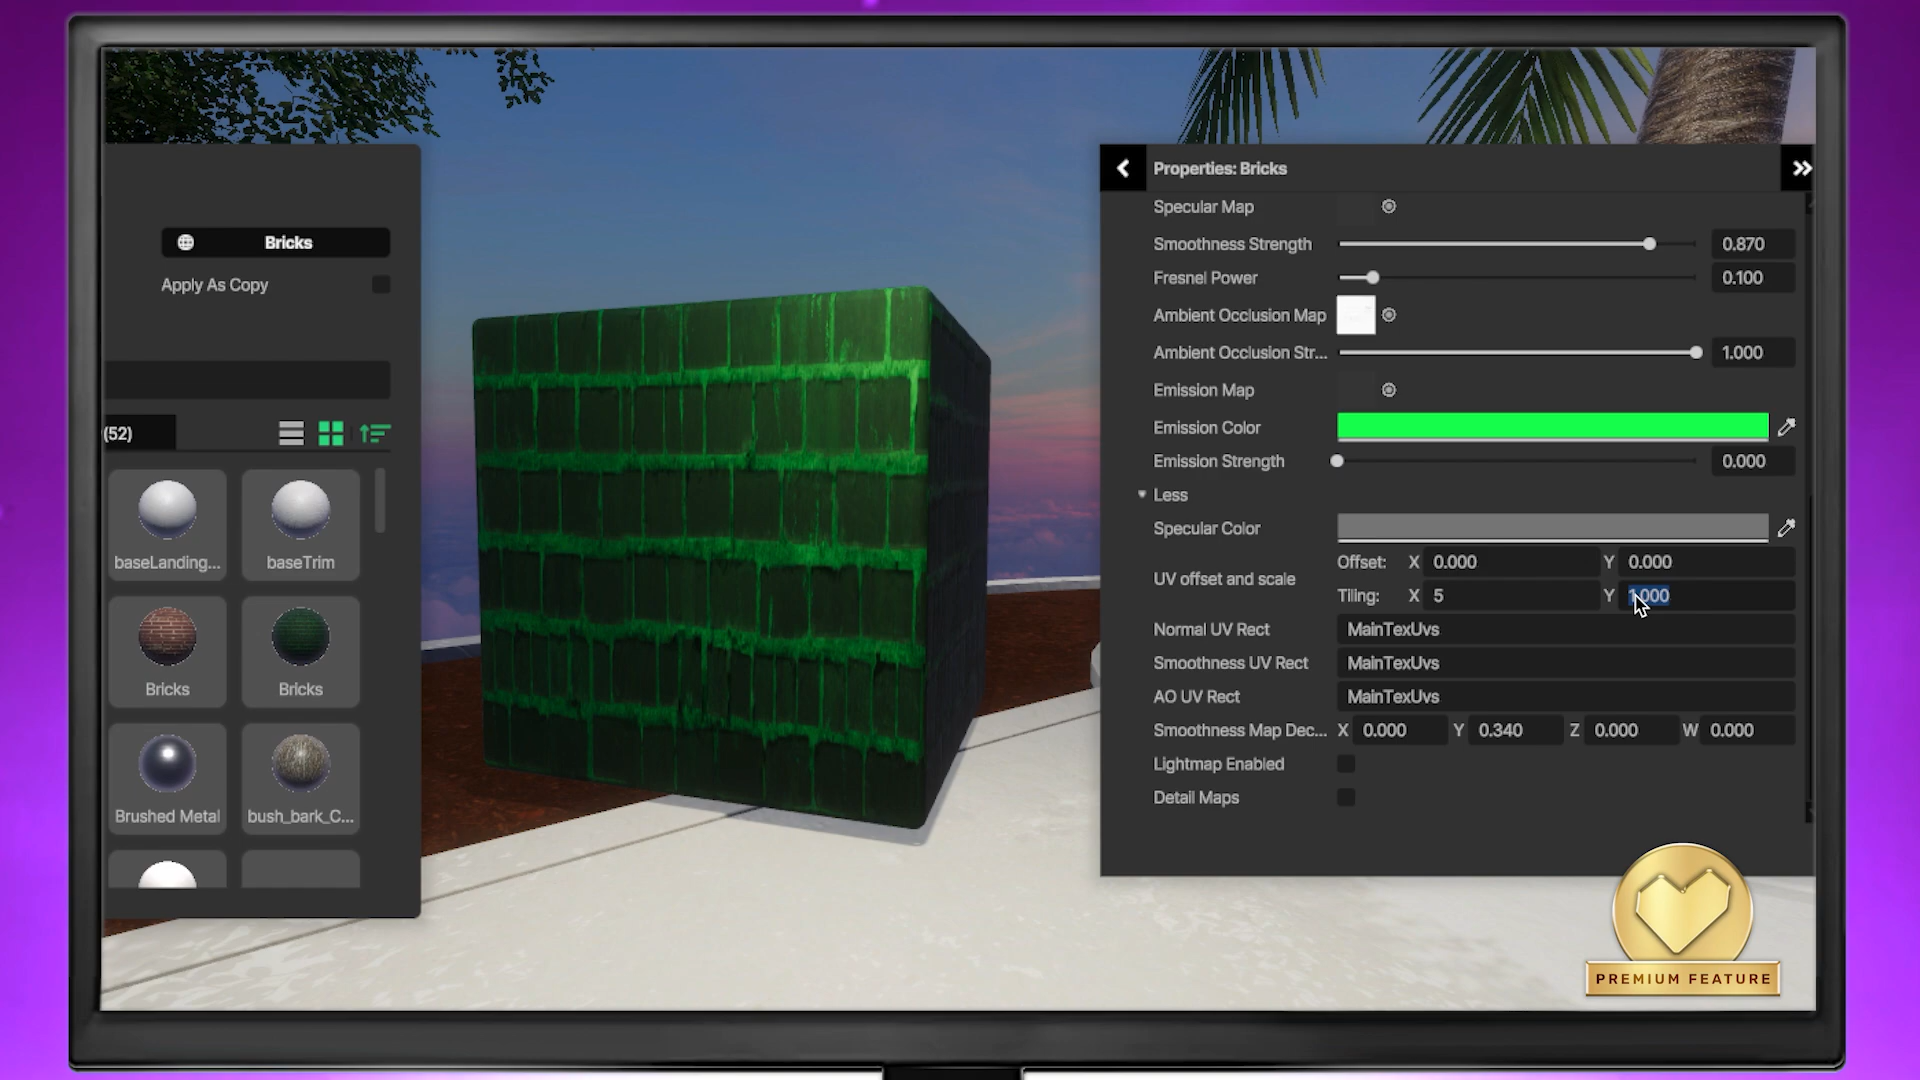 Bricks
Apply As Copy
(52)
baseLanding...
baseTrim
Bricks
Bricks
Brushed Metal
bush_bark_C...
Properties: Bricks
Specular Map
Smoothness Strength 0.870
Fresnel Power 0.100
Ambient Occlusion Map
Ambient Occlusion Str... 1.000
Emission Map
Emission Color
Emission Strength 0.000
Less
Specular Color
UV offset and scale
Offset: X 0.000 Y 0.000
Tiling: X 5 Y 1.000
Normal UV Rect MainTexUvs
Smoothness UV Rect MainTexUvs
AO UV Rect MainTexUvs
Smoothness Map Dec... X 0.000 Y 0.340 Z 0.000 W 0.000
Lightmap Enabled
Detail Maps
PREMIUM FEATURE